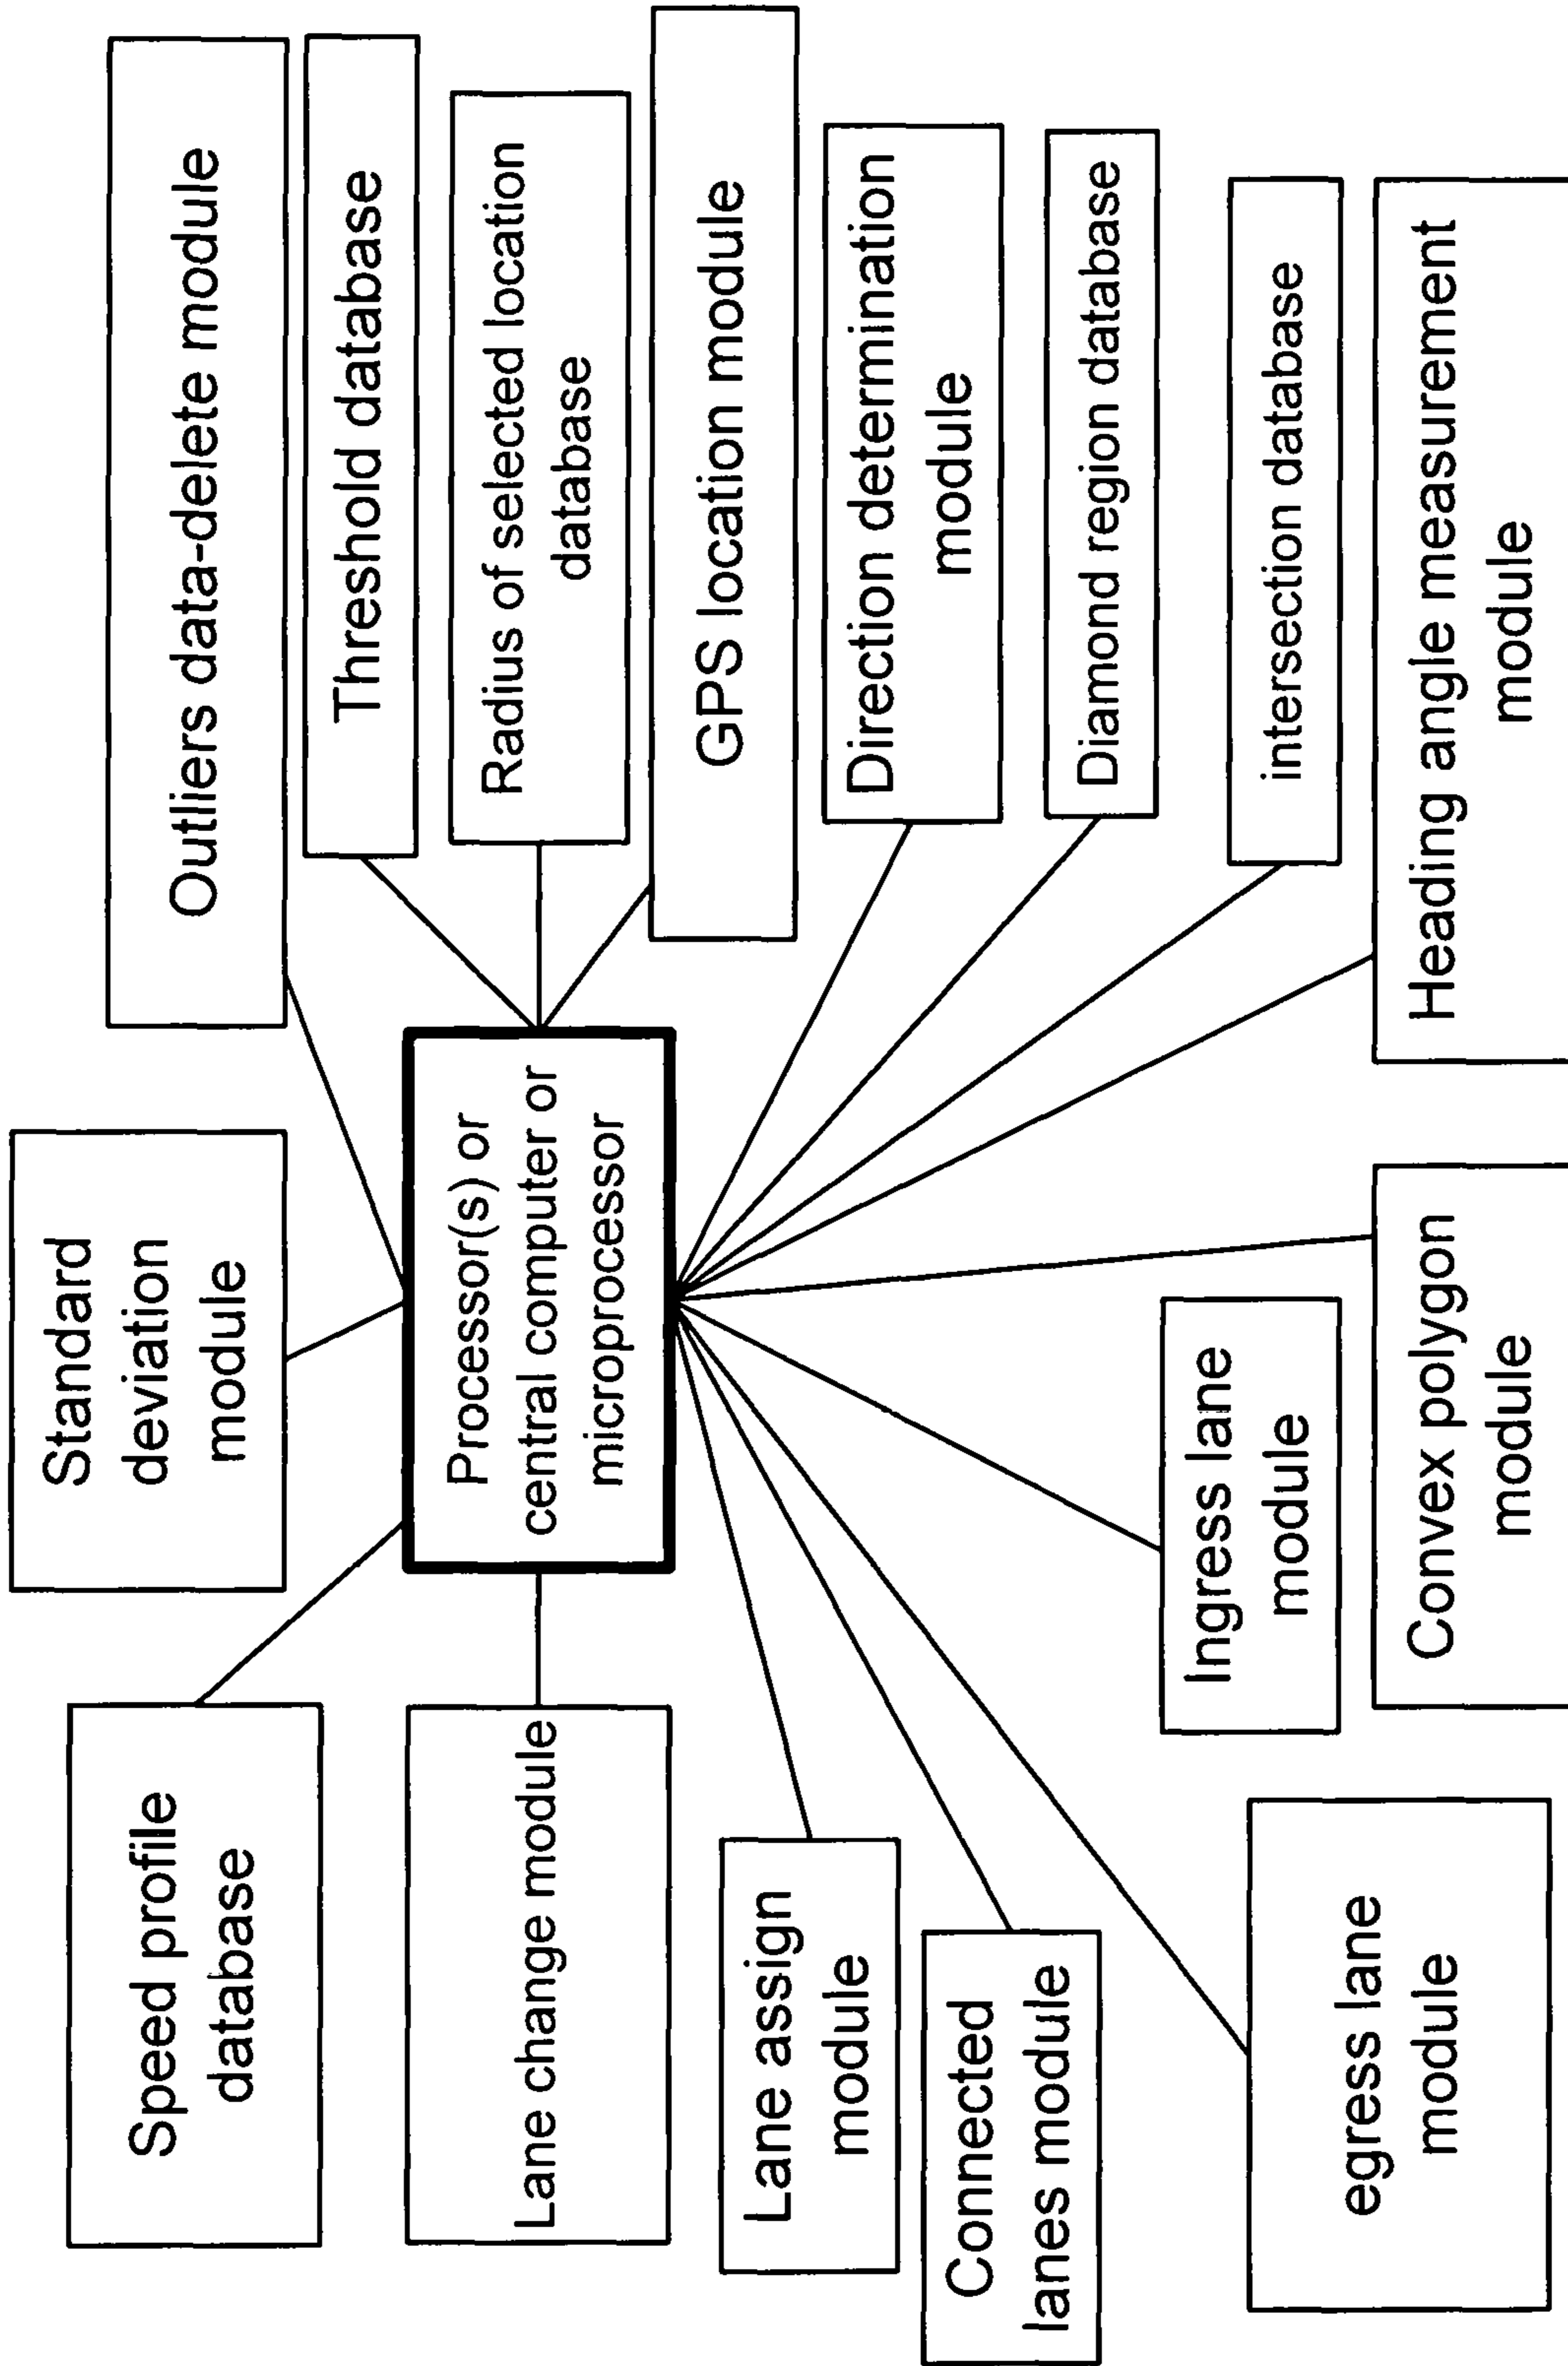 Speed profile
database
Standard
deviation
module
Outliers data-delete module
Threshold database
Radius of selected location
database
GPS location module
Processor(s) or
central computer or
microprocessor
Lane change module
Lane assign
module
Connected
lanes module
egress lane
module
Ingress lane
module
Convex polygon
module
Direction determination
module
Diamond region database
intersection database
Heading angle measurement
module